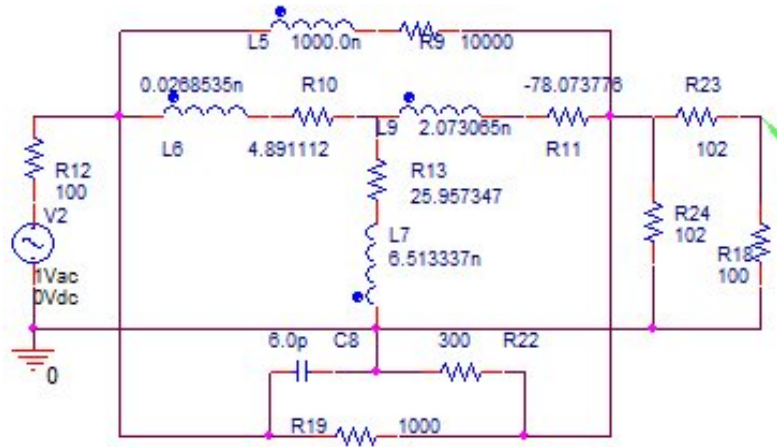 L5 1000.0n R9 10000
0.0268535n R10 -78.073776 R23
L9 2.073065n
L6 4.891112 R11 102
R12
100
R13
25.957347
V2
R24
102
L7
6.513337n
R18
100
1Vac
0Vdc
6.0p C8 300 R22
0
R19 1000